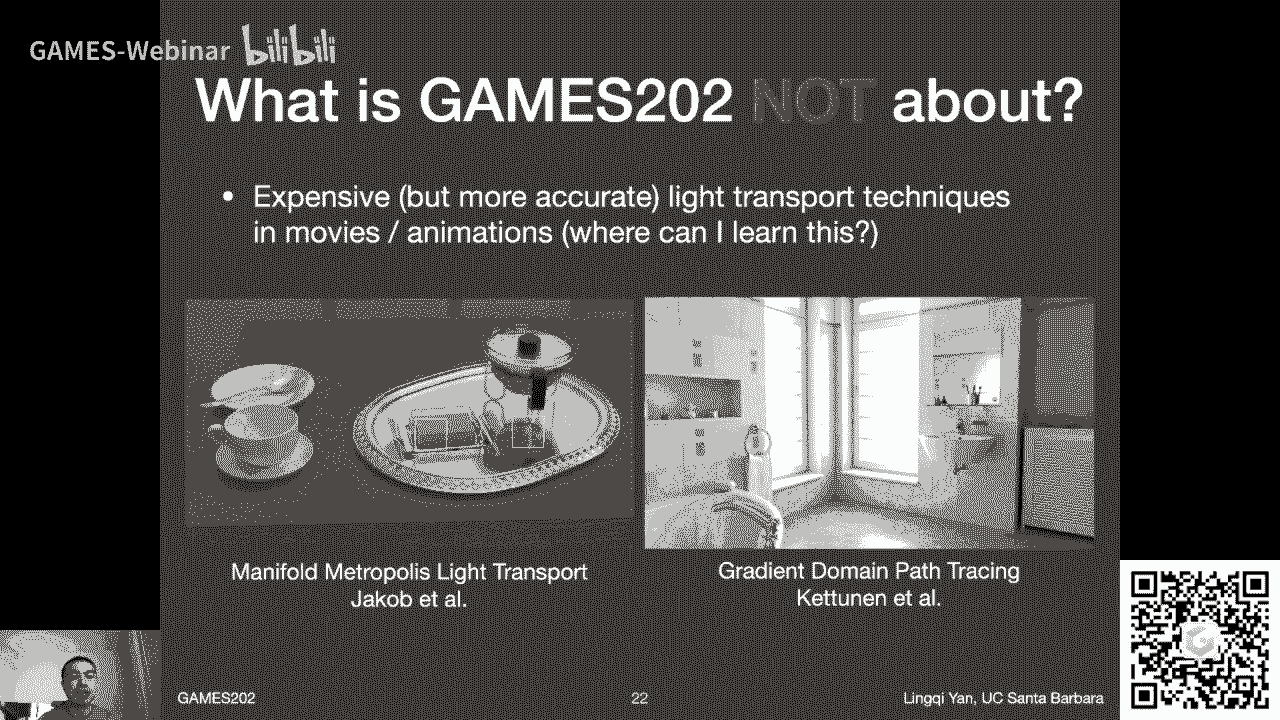 GAMES-Webinar bilibili
What is GAMES202 NOT about?
• Expensive (but more accurate) light transport techniques
in movies / animations (where can I learn this?)
Manifold Metropolis Light Transport
Jakob et al.
Gradient Domain Path Tracing
Kettunen et al.
GAMES202
22
Lingqi Yan, UC Santa Barbara